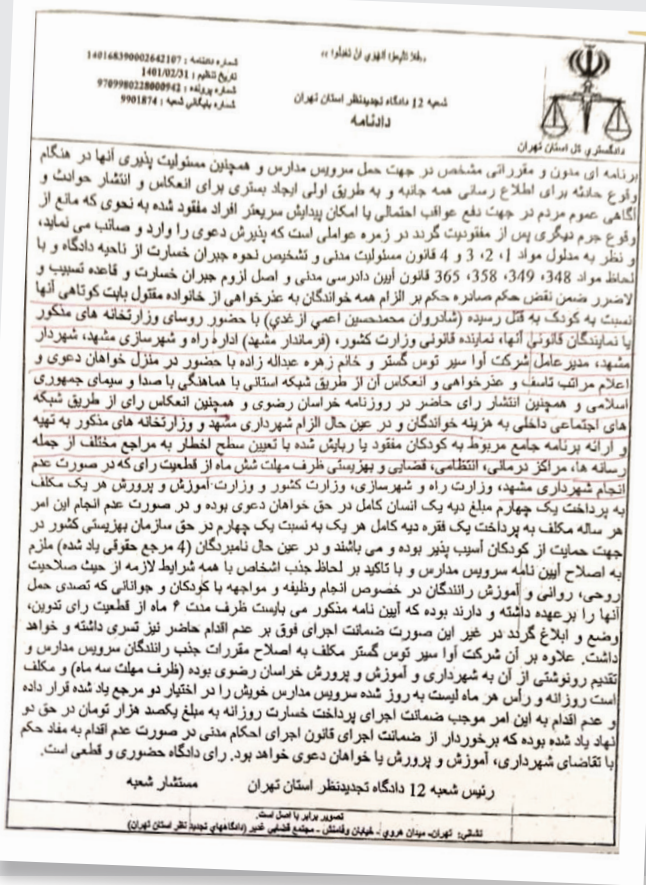 «فلا تتبعوا الهوي ان تعدلوا»
شماره دادنامه : 140168390002642107
تاریخ تنظیم : 1401/02/31
شماره پرونده : 9709980228000942
شماره بایگانی شعبه : 9901874
شعبه 12 دادگاه تجدیدنظر استان تهران
دادنامه
دادگستري کل استان تهران
برنامه ای مدون و مقرراتی مشخص در جهت حمل سرویس مدارس و همچنین مسئولیت پذیری آنها در هنگام
وقوع حادثه برای اطلاع رسانی همه جانبه و به طریق اولی ایجاد بستری برای انعکاس و انتشار حوادث و
آگاهی عموم مردم در جهت دفع عواقب احتمالی یا امکان پیدایش سریعتر افراد مفقود شده به نحوی که مانع از
وقوع جرم دیگری پس از مفقودیت گردد در زمره عواملی است که پذیرش دعوی را وارد و صائب می نماید،
و نظر به مدلول مواد 1، 2، 3 و 4 قانون مسئولیت مدنی و تشخیص نحوه جبران خسارت از ناحیه دادگاه و با
لحاظ مواد 348، 349، 358، 365 قانون آیین دادرسی مدنی و اصل لزوم جبران خسارت و قاعده تسبیب و
لاضرر ضمن نقض حکم صادره حکم بر الزام همه خواندگان به عذرخواهی از خانواده مقتول بابت کوتاهی آنها
نسبت به کودک به قتل رسیده (شادروان محمدحسین اعمی ازغدي) با حضور روسای وزارتخانه های مذکور
یا نمایندگان قانونی آنها، نماینده قانونی وزارت کشور، (فرماندار مشهد) اداره راه و شهرسازی مشهد، شهردار
مشهد، مدیر عامل شرکت آوا سیر توس گستر و خانم زهره عبداله زاده با حضور در منزل خواهان دعوی و
اعلام مراتب تاسف و عذرخواهی و انعکاس آن از طریق شبکه استانی با هماهنگی با صدا و سیمای جمهوری
اسلامی و همچنین انتشار رای حاضر در روزنامه خراسان رضوی و همچنین انعکاس رای از طریق شبکه
های اجتماعی داخلی به هزینه خواندگان و در عین حال الزام شهرداری مشهد و وزارتخانه های مذکور به تهیه
و ارائه برنامه جامع مربوط به کودکان مفقود یا ربایش شده با تعیین سطح اخطار به مراجع مختلف از جمله
رسانه ها، مراکز درمانی، انتظامی، قضایی و بهزیستی ظرف مهلت شش ماه از قطعیت رای که در صورت عدم
انجام شهرداری مشهد، وزارت راه و شهرسازی، وزارت کشور و وزارت آموزش و پرورش هر یک مکلف
به پرداخت یک چهارم مبلغ دیه یک انسان کامل در حق خواهان دعوی بوده و در صورت عدم انجام این امر
هر ساله مکلف به پرداخت یک فقره دیه کامل هر یک به نسبت یک چهارم در حق سازمان بهزیستی کشور در
جهت حمایت از کودکان آسیب پذیر بوده و می باشند و در عین حال نامبردگان (4 مرجع حقوقی یاد شده) ملزم
به اصلاح آیین نامه سرویس مدارس و با تاکید بر لحاظ جذب اشخاص با همه شرایط لازمه از حیث صلاحیت
روحی، روانی و آموزش رانندگان در خصوص انجام وظیفه و مواجهه با کودکان و جوانانی که تصدی حمل
آنها را برعهده داشته و دارند بوده که آیین نامه مذکور می بایست ظرف مدت ۶ ماه از قطعیت رای تدوین،
وضع و ابلاغ گردد در غیر این صورت ضمانت اجرای فوق بر عدم اقدام حاضر نیز تسری داشته و خواهد
داشت. علاوه بر آن شرکت آوا سیر توس گستر مکلف به اصلاح مقررات جذب رانندگان سرویس مدارس و
تقدیم رونوشتی از آن به شهرداری و آموزش و پرورش خراسان رضوی بوده (ظرف مهلت سه ماه) و مکلف
است روزانه و رأس هر ماه لیست به روز شده سرویس مدارس خویش را در اختیار دو مرجع یاد شده قرار داده
و عدم اقدام به این امر موجب ضمانت اجرای پرداخت خسارت روزانه به مبلغ یکصد هزار تومان در حق دو
نهاد یاد شده بوده که برخوردار از ضمانت اجرای قانون اجرای احکام مدنی در صورت عدم اقدام به مفاد حکم
با تقاضای شهرداری، آموزش و پرورش یا خواهان دعوی خواهد بود. رای دادگاه حضوری و قطعی است.
رئیس شعبه 12 دادگاه تجدیدنظر استان تهران مستشار شعبه
تصویر برابر با اصل است.
نشانی: تهران- میدان هروي - خیابان وفامنش - مجتمع قضایی غدیر (دادگاههای تجدید نظر استان تهران)